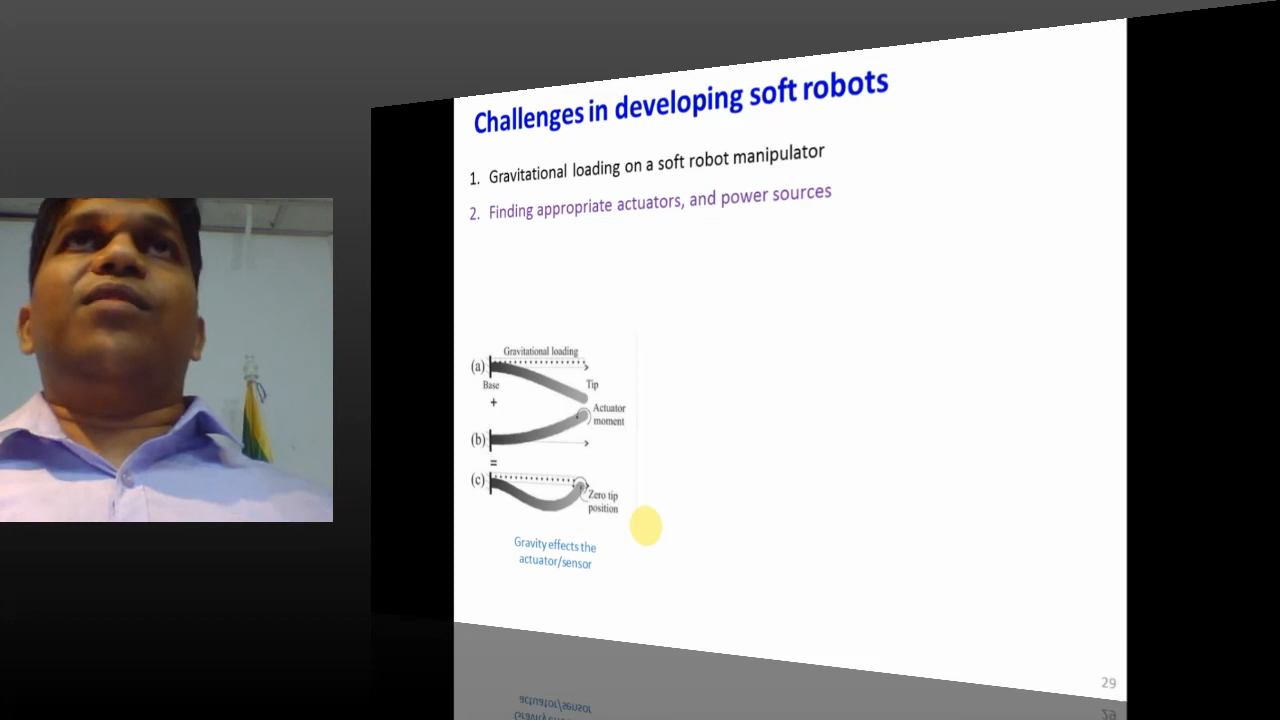 Challenges in developing soft robots
1. Gravitational loading on a soft robot manipulator
2. Finding appropriate actuators, and power sources
Gravitational loading
(a)
Base
Tip
+
Actuator
moment
(b)
=
(c)
Zero tip
position
Gravity effects the
actuator/sensor
29